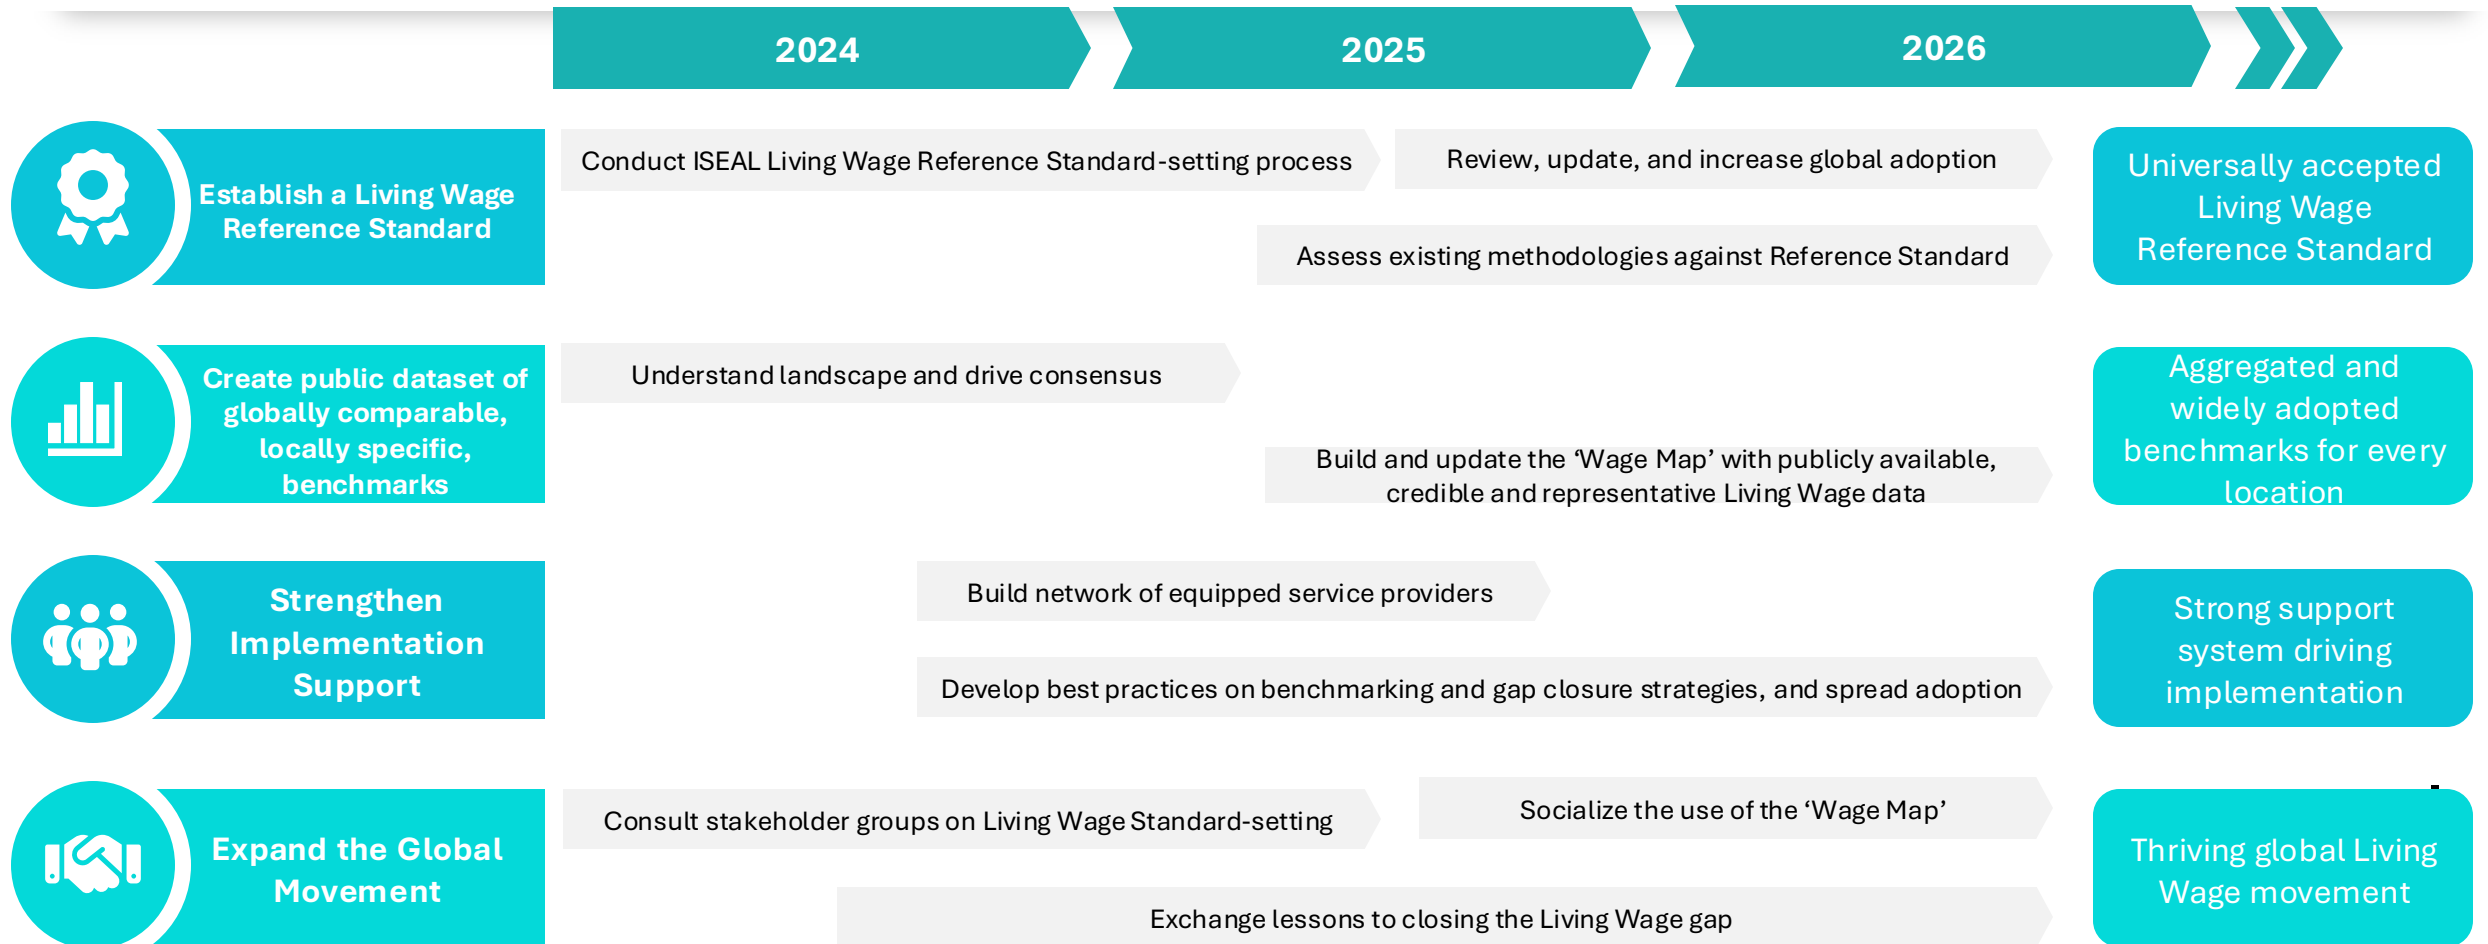 2024
2025
2026
Establish a Living Wage
Reference Standard
Conduct ISEAL Living Wage Reference Standard-setting process
Review, update, and increase global adoption
Assess existing methodologies against Reference Standard
Universally accepted
Living Wage
Reference Standard
Create public dataset of
globally comparable,
locally specific,
benchmarks
Understand landscape and drive consensus
Build and update the ‘Wage Map’ with publicly available,
credible and representative Living Wage data
Aggregated and
widely adopted
benchmarks for every
location
Strengthen
Implementation
Support
Build network of equipped service providers
Develop best practices on benchmarking and gap closure strategies, and spread adoption
Strong support
system driving
implementation
Expand the Global
Movement
Consult stakeholder groups on Living Wage Standard-setting
Socialize the use of the ‘Wage Map’
Exchange lessons to closing the Living Wage gap
Thriving global Living
Wage movement